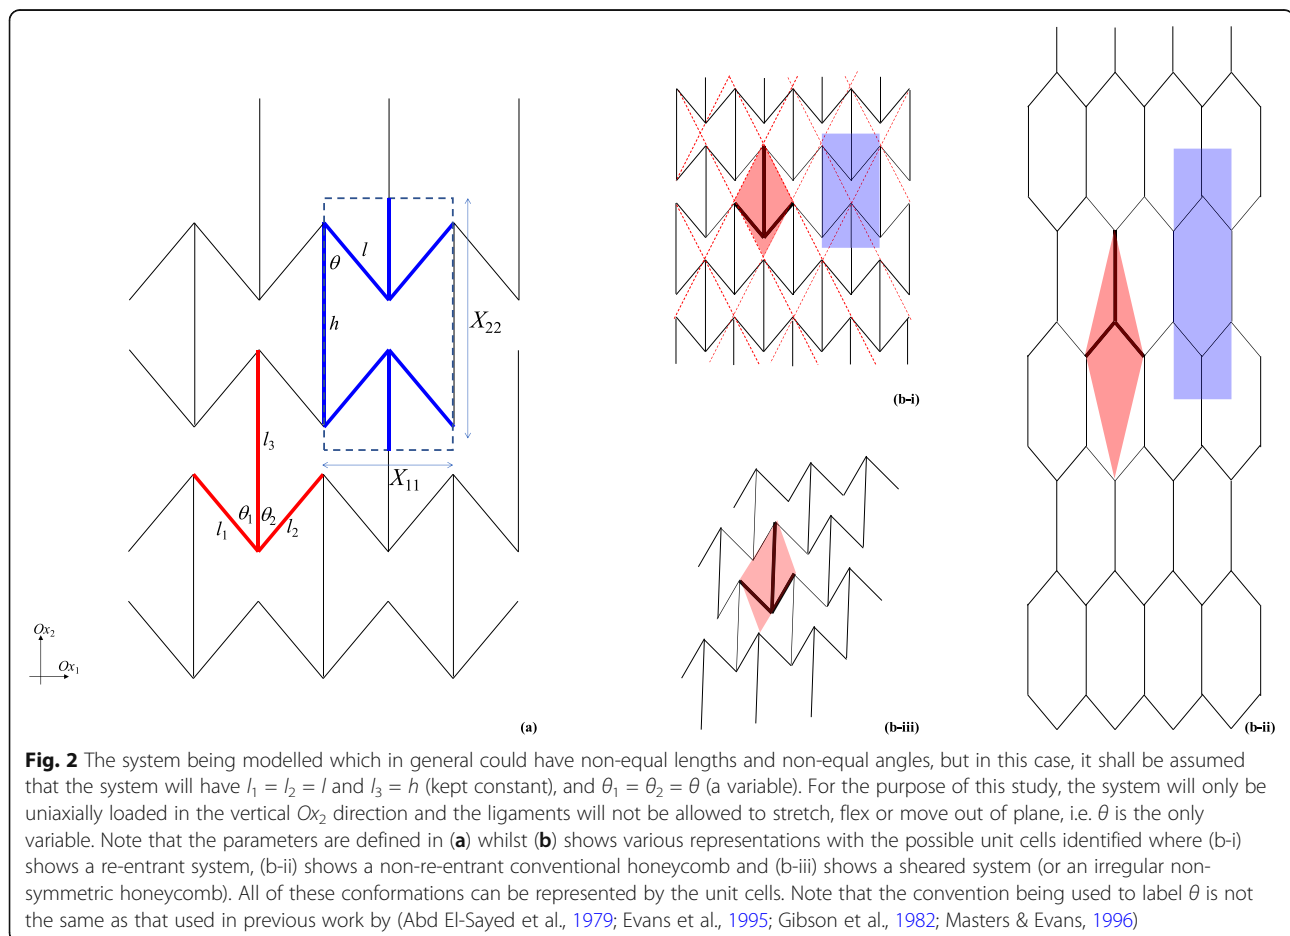 θ
l
h
X₂₂
l₃
X₁₁
θ₁ θ₂
l₁ l₂
Ox₂
Ox₁
(a)
(b-i)
(b-iii)
(b-ii)
Fig. 2 The system being modelled which in general could have non-equal lengths and non-equal angles, but in this case, it shall be assumed
that the system will have l₁ = l₂ = l and l₃ = h (kept constant), and θ₁ = θ₂ = θ (a variable). For the purpose of this study, the system will only be
uniaxially loaded in the vertical Ox₂ direction and the ligaments will not be allowed to stretch, flex or move out of plane, i.e. θ is the only
variable. Note that the parameters are defined in (a) whilst (b) shows various representations with the possible unit cells identified where (b-i)
shows a re-entrant system, (b-ii) shows a non-re-entrant conventional honeycomb and (b-iii) shows a sheared system (or an irregular non-
symmetric honeycomb). All of these conformations can be represented by the unit cells. Note that the convention being used to label θ is not
the same as that used in previous work by (Abd El-Sayed et al., 1979; Evans et al., 1995; Gibson et al., 1982; Masters & Evans, 1996)